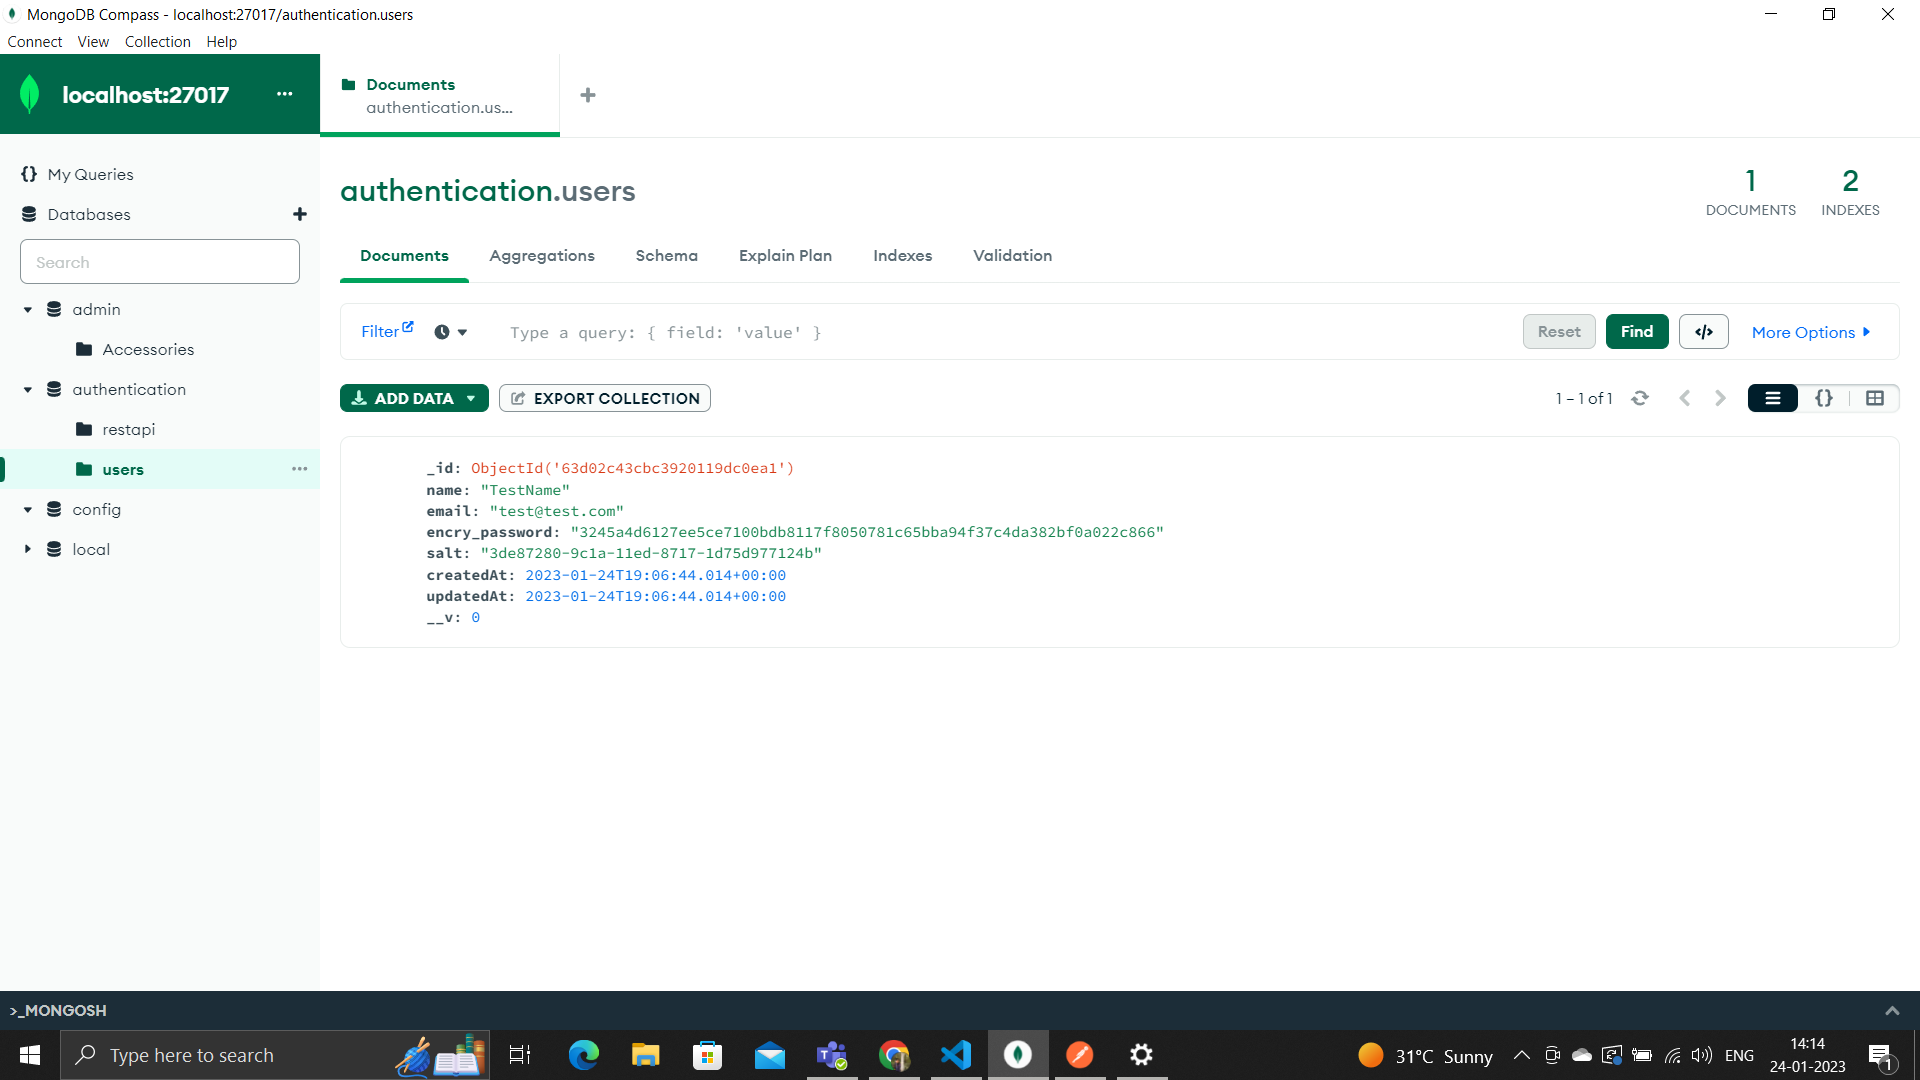 MongoDB Compass - localhost:27017/authentication.users
Connect View Collection Help
localhost:27017 ...
Documents
authentication.us...
{} My Queries
Databases
Search
admin
Accessories
authentication
restapi
users
config
local
authentication.users
1
DOCUMENTS
2
INDEXES
Documents Aggregations Schema Explain Plan Indexes Validation
Filter Type a query: { field: 'value' } Reset Find </> More Options
ADD DATA EXPORT COLLECTION 1 – 1 of 1 {}
_id: ObjectId('63d02c43cbc3920119dc0ea1')
name: "TestName"
email: "test@test.com"
encry_password: "3245a4d6127ee5ce7100bdb8117f8050781c65bba94f37c4da382bf0a022c866"
salt: "3de87280-9c1a-11ed-8717-1d75d977124b"
createdAt: 2023-01-24T19:06:44.014+00:00
updatedAt: 2023-01-24T19:06:44.014+00:00
__v: 0
>_MONGOSH
Type here to search
31°C Sunny ENG
14:14
24-01-2023
1